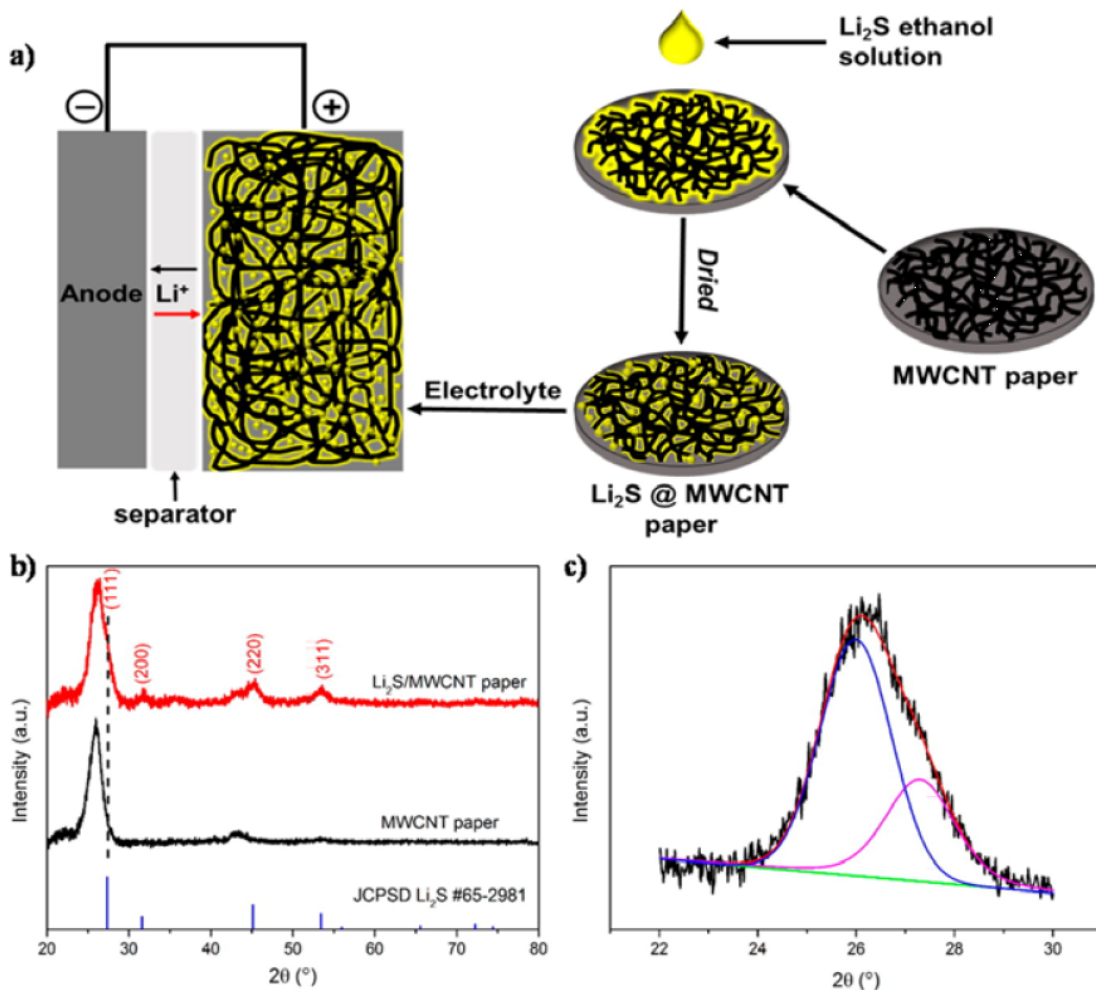 a)
Li₂S ethanol
solution
Anode
Li⁺
separator
Electrolyte
Dried
MWCNT paper
Li₂S @ MWCNT
paper
b)
Intensity (a.u.)
(111)
(200)
(220)
(311)
Li₂S/MWCNT paper
MWCNT paper
JCPSD Li₂S #65-2981
20 30 40 50 60 70 80
2θ (°)
c)
Intensity (a.u.)
22 24 26 28 30
2θ (°)